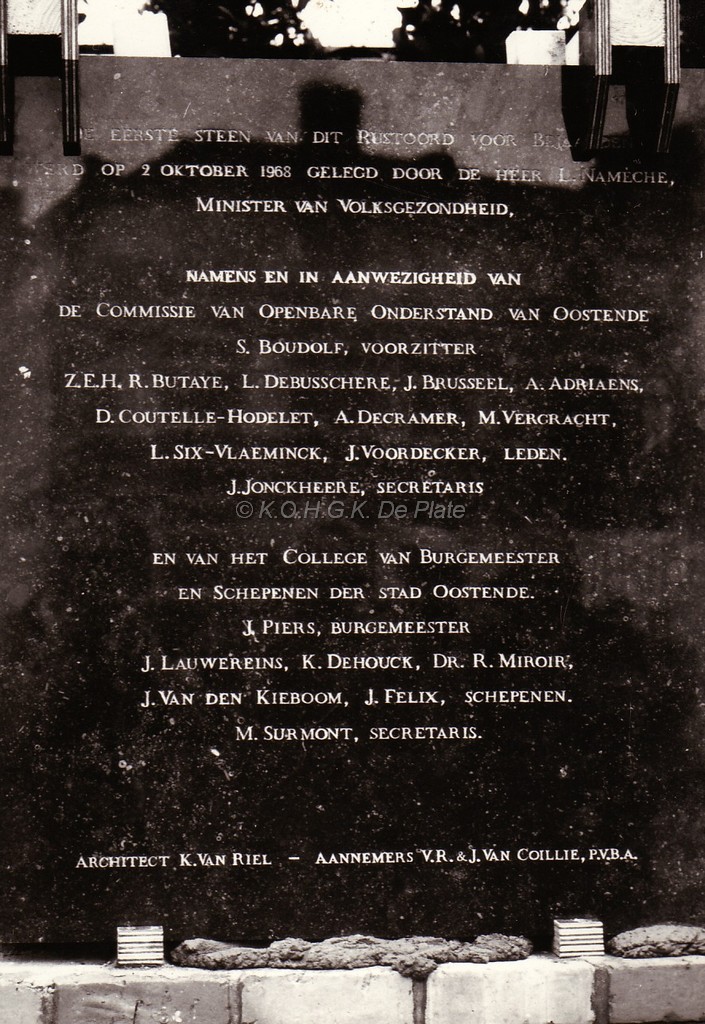 DE EERSTE STEEN VAN DIT RUSTOORD VOOR
OP 2 OKTOBER 1968 GELEGD DOOR DE HEER L. NAMÈCHE,
MINISTER VAN VOLKSGEZONDHEID,
NAMENS EN IN AANWEZIGHEID VAN
DE COMMISSIE VAN OPENBARE ONDERSTAND VAN OOSTENDE
S. BOUDOLF, VOORZITTER
Z.E.H. R. BUTAYE, L. DEBUSSCHERE, J. BRUSSEEL, A. ADRIAENS,
D. COUTELLE-HODELET, A. DECRAMER, M. VERGRACHT,
L. SIX-VLAEMINCK, J. VOORDECKER, LEDEN.
J. JONCKHEERE, SECRETARIS
© K.O.H.G.K. De Plate
EN VAN HET COLLEGE VAN BURGEMEESTER
EN SCHEPENEN DER STAD OOSTENDE.
J. PIERS, BURGEMEESTER
J. LAUWEREINS, K. DEHOUCK, DR. R. MIROIR,
J. VAN DEN KIEBOOM, J. FELIX, SCHEPENEN.
M. SURMONT, SECRETARIS.
ARCHITECT K. VAN RIEL – AANNEMERS V.R. & J. VAN COILLIE, P.V.B.A.